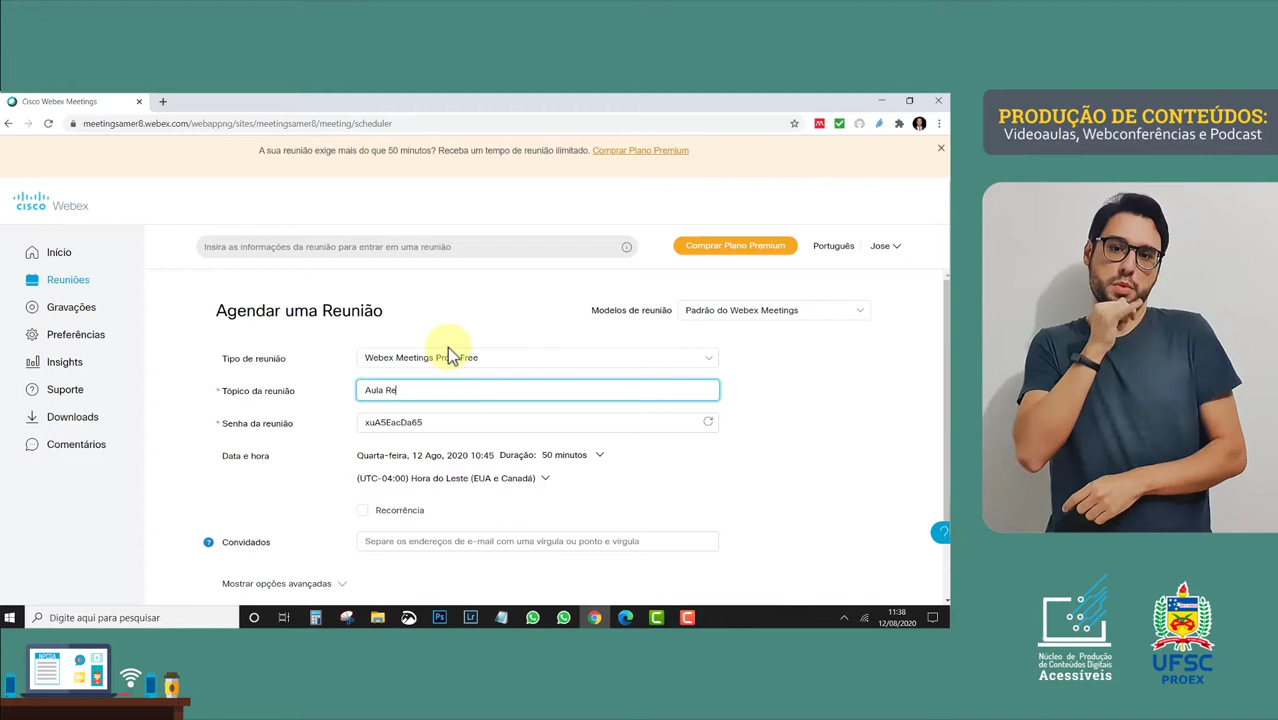 Cisco Webex Meetings
meetingsamer8.webex.com/webappng/sites/meetingsamer8/meeting/scheduler
A sua reunião exige mais do que 50 minutos? Receba um tempo de reunião ilimitado. Comprar Plano Premium
cisco Webex
Insira as informações da reunião para entrar em uma reunião
Comprar Plano Premium
Português
Jose
Início
Reuniões
Gravações
Preferências
Insights
Suporte
Downloads
Comentários
Agendar uma Reunião
Modelos de reunião
Padrão do Webex Meetings
Tipo de reunião
Webex Meetings Pro Free
* Tópico da reunião
Aula Re
* Senha da reunião
xuA5EacDa65
Data e hora
Quarta-feira, 12 Ago, 2020 10:45 Duração: 50 minutos
(UTC-04:00) Hora do Leste (EUA e Canadá)
Recorrência
? Convidados
Separe os endereços de e-mail com uma vírgula ou ponto e vírgula
Mostrar opções avançadas
?
Digite aqui para pesquisar
Ps
Lr
11:38
12/08/2020
PRODUÇÃO DE CONTEÚDOS:
Videoaulas, Webconferências e Podcast
Núcleo de Produção
de Conteúdos Digitais
Acessíveis
UFSC
PROEX